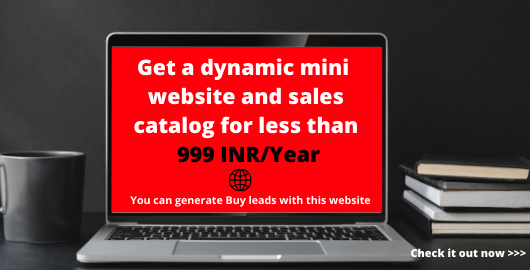 Get a dynamic mini
website and sales
catalog for less than
999 INR/Year
You can generate Buy leads with this website
Check it out now >>>